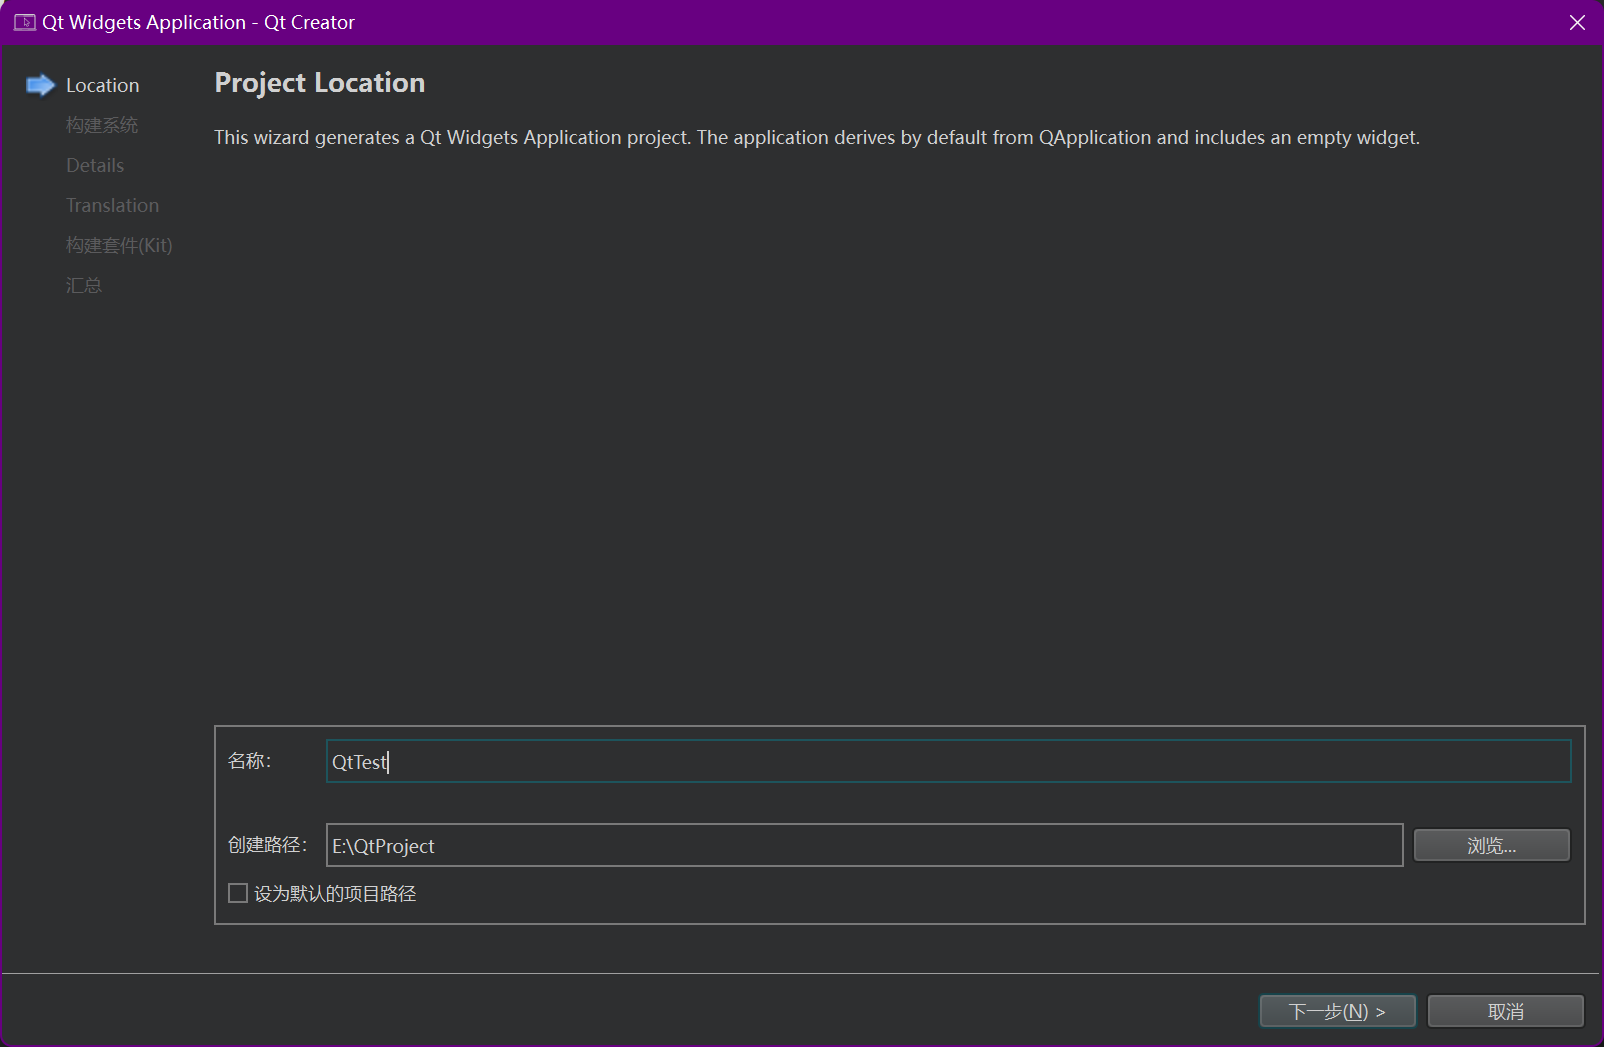 Qt Widgets Application - Qt Creator
Location
构建系统
Details
Translation
构建套件(Kit)
汇总
Project Location
This wizard generates a Qt Widgets Application project. The application derives by default from QApplication and includes an empty widget.
名称： QtTest
创建路径： E:\QtProject 浏览...
设为默认的项目路径
下一步(N) > 取消